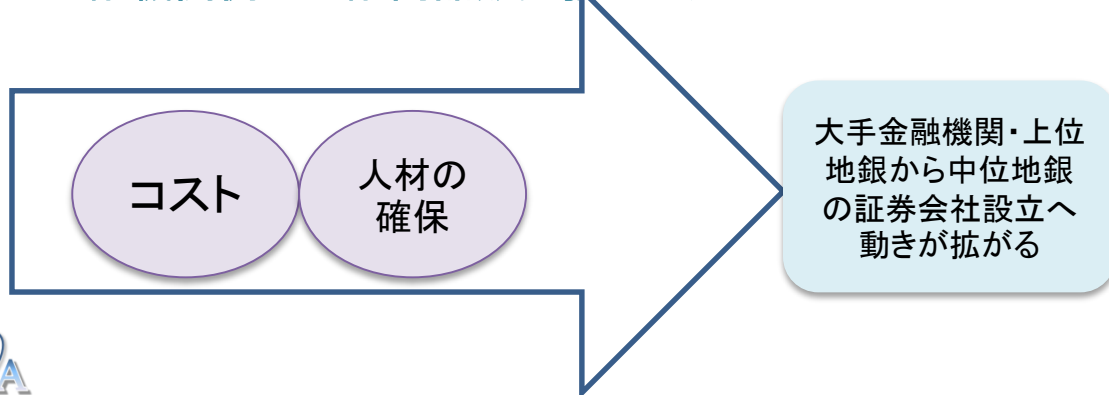 コスト
人材の
確保
大手金融機関・上位
地銀から中位地銀
の証券会社設立へ
動きが拡がる
A